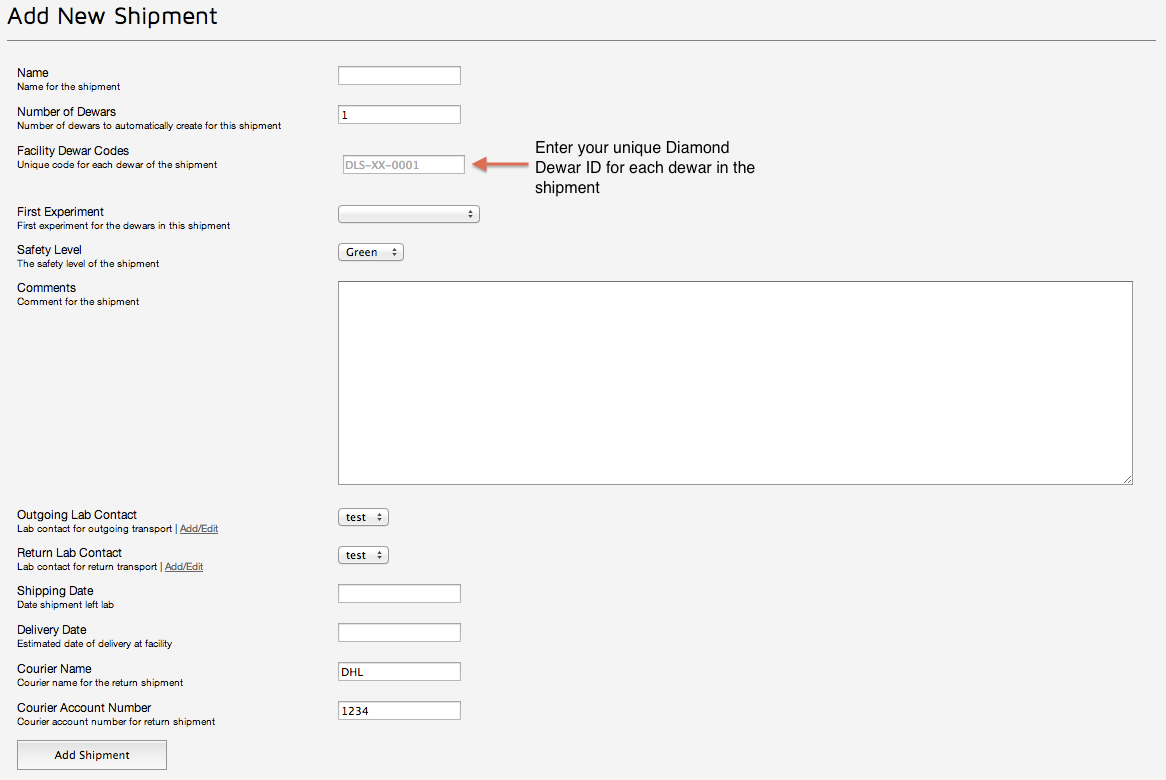 Add New Shipment
Name
Name for the shipment
Number of Dewars
Number of dewars to automatically create for this shipment
1
Facility Dewar Codes
Unique code for each dewar of the shipment
DLS-XX-0001
Enter your unique Diamond
Dewar ID for each dewar in the
shipment
First Experiment
First experiment for the dewars in this shipment
Safety Level
The safety level of the shipment
Green
Comments
Comment for the shipment
Outgoing Lab Contact
Lab contact for outgoing transport | Add/Edit
test
Return Lab Contact
Lab contact for return transport | Add/Edit
test
Shipping Date
Date shipment left lab
Delivery Date
Estimated date of delivery at facility
Courier Name
Courier name for the return shipment
DHL
Courier Account Number
Courier account number for return shipment
1234
Add Shipment